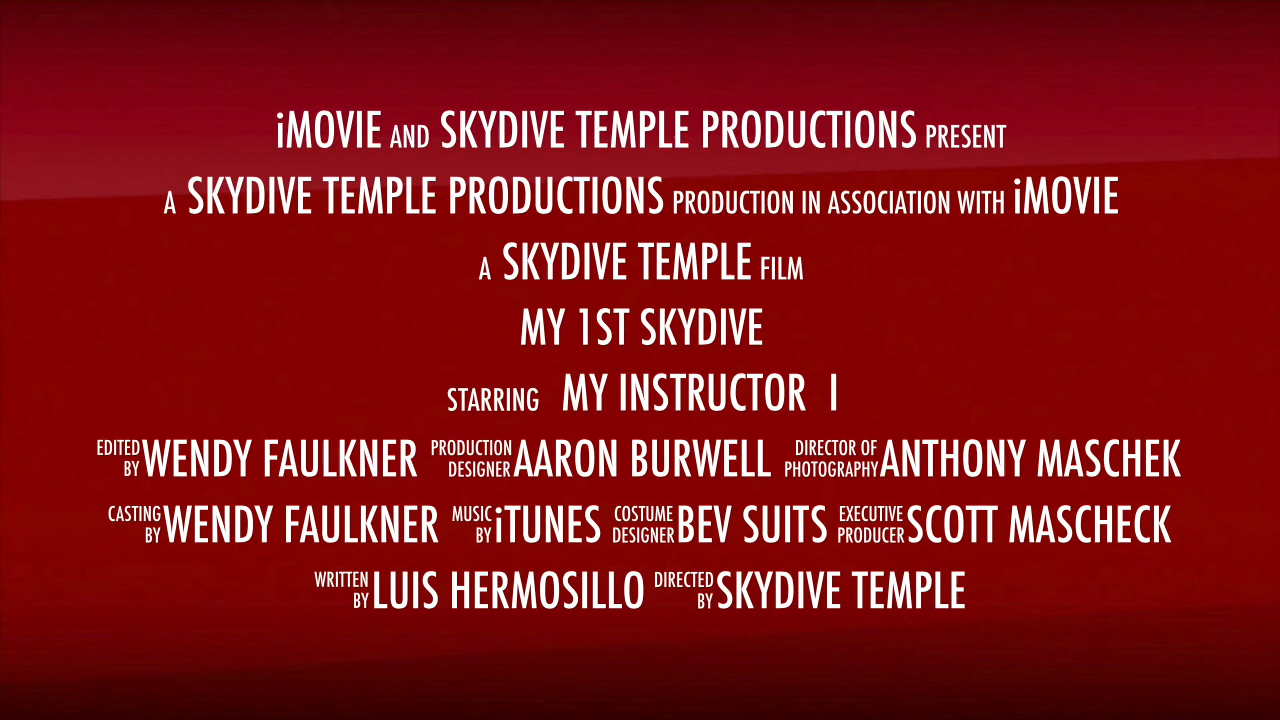 iMOVIE AND SKYDIVE TEMPLE PRODUCTIONS PRESENT
A SKYDIVE TEMPLE PRODUCTIONS PRODUCTION IN ASSOCIATION WITH iMOVIE
A SKYDIVE TEMPLE FILM
MY 1ST SKYDIVE
STARRING MY INSTRUCTOR I
EDITED BY WENDY FAULKNER PRODUCTION DESIGNER AARON BURWELL DIRECTOR OF PHOTOGRAPHY ANTHONY MASCHEK
CASTING BY WENDY FAULKNER MUSIC BY iTUNES COSTUME DESIGNER BEV SUITS EXECUTIVE PRODUCER SCOTT MASCHECK
WRITTEN BY LUIS HERMOSILLO DIRECTED BY SKYDIVE TEMPLE